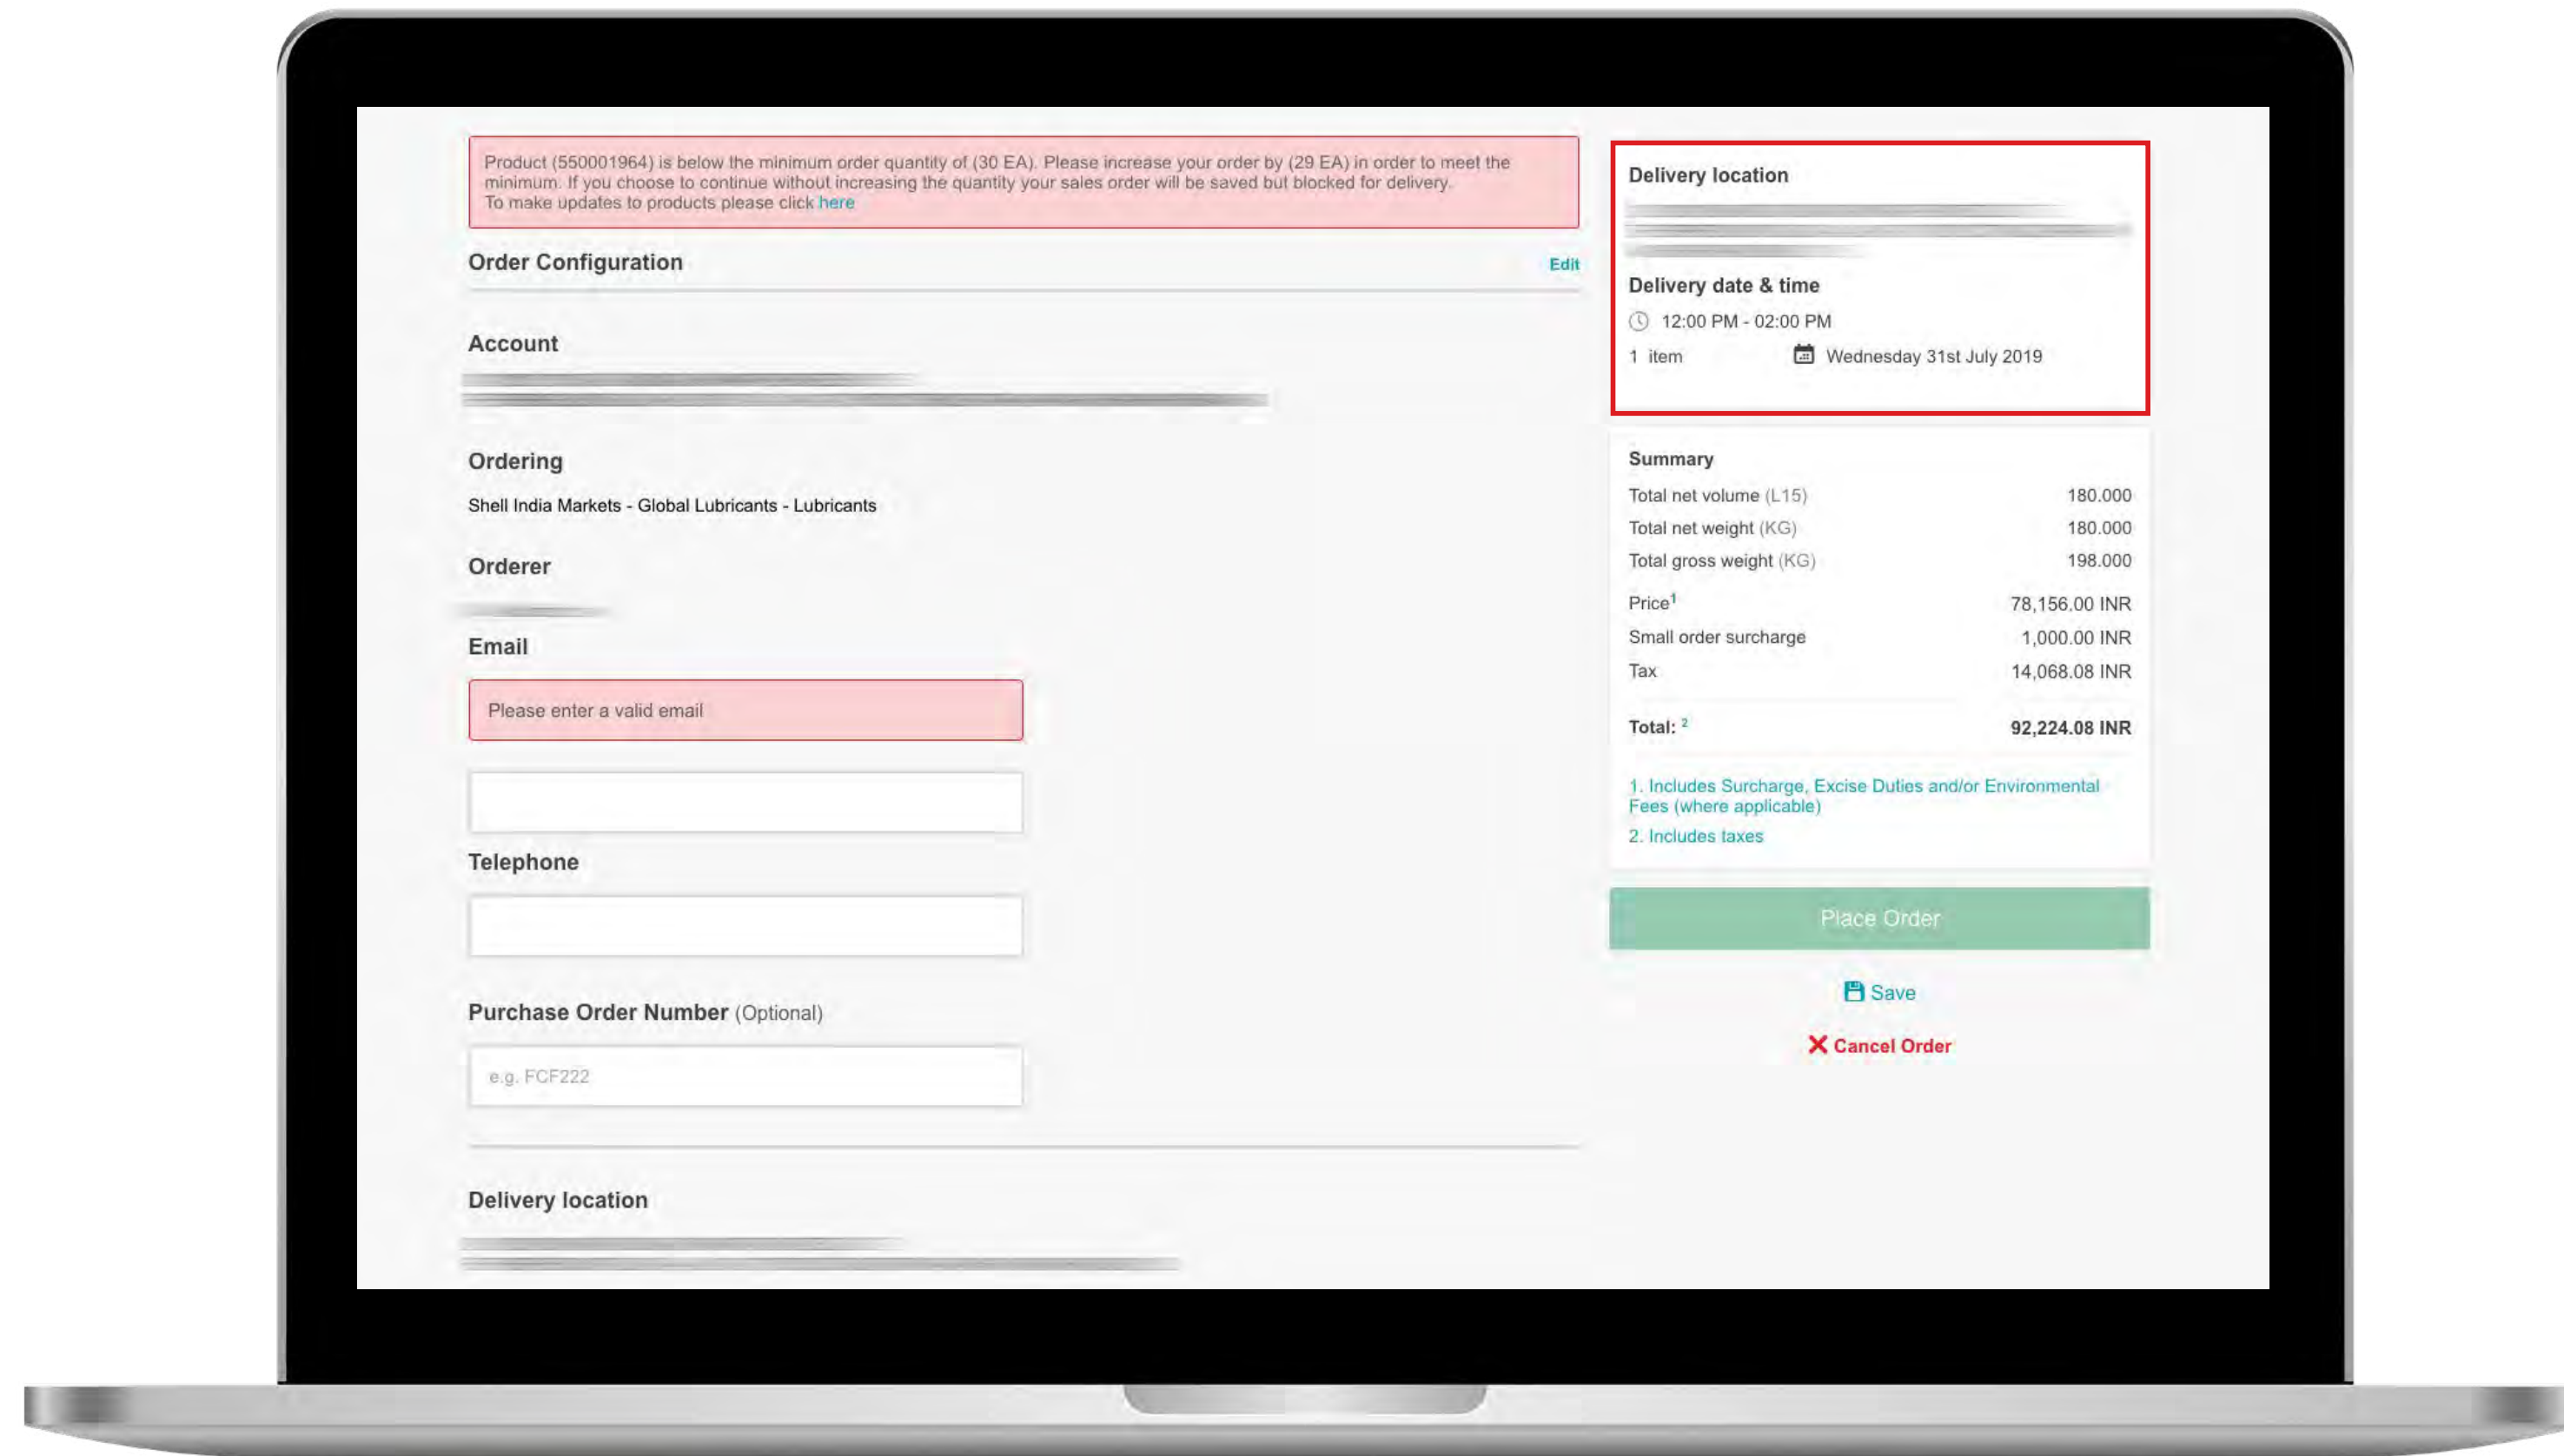 Product (550001964) is below the minimum order quantity of (30 EA). Please increase your order by (29 EA) in order to meet the
minimum. If you choose to continue without increasing the quantity your sales order will be saved but blocked for delivery.
To make updates to products please click here
Order Configuration Edit
Account
Ordering
Shell India Markets - Global Lubricants - Lubricants
Orderer
Email
Please enter a valid email
Telephone
Purchase Order Number (Optional)
e.g. FCF222
Delivery location
Delivery location
Delivery date & time
12:00 PM - 02:00 PM
1 item Wednesday 31st July 2019
Summary
Total net volume (L15) 180.000
Total net weight (KG) 180.000
Total gross weight (KG) 198.000
Price1 78,156.00 INR
Small order surcharge 1,000.00 INR
Tax 14,068.08 INR
Total: 2 92,224.08 INR
1. Includes Surcharge, Excise Duties and/or Environmental
Fees (where applicable)
2. Includes taxes
Place Order
Save
Cancel Order